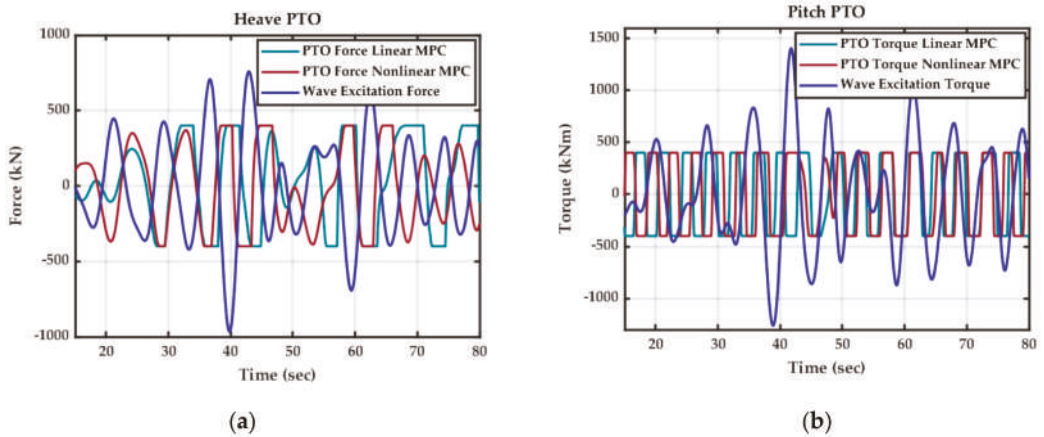 Heave PTO
PTO Force Linear MPC
PTO Force Nonlinear MPC
Wave Excitation Force
1000
500
0
-500
-1000
Force (kN)
20 30 40 50 60 70 80
Time (sec)
(a)
Pitch PTO
PTO Torque Linear MPC
PTO Torque Nonlinear MPC
Wave Excitation Torque
1500
1000
500
0
-500
-1000
Torque (kNm)
20 30 40 50 60 70 80
Time (sec)
(b)